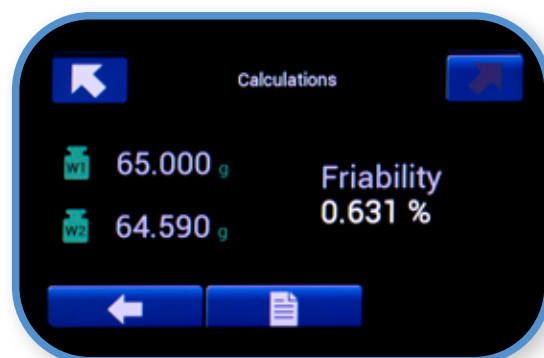 Calculations
W1 65.000 g
W2 64.590 g
Friability
0.631 %